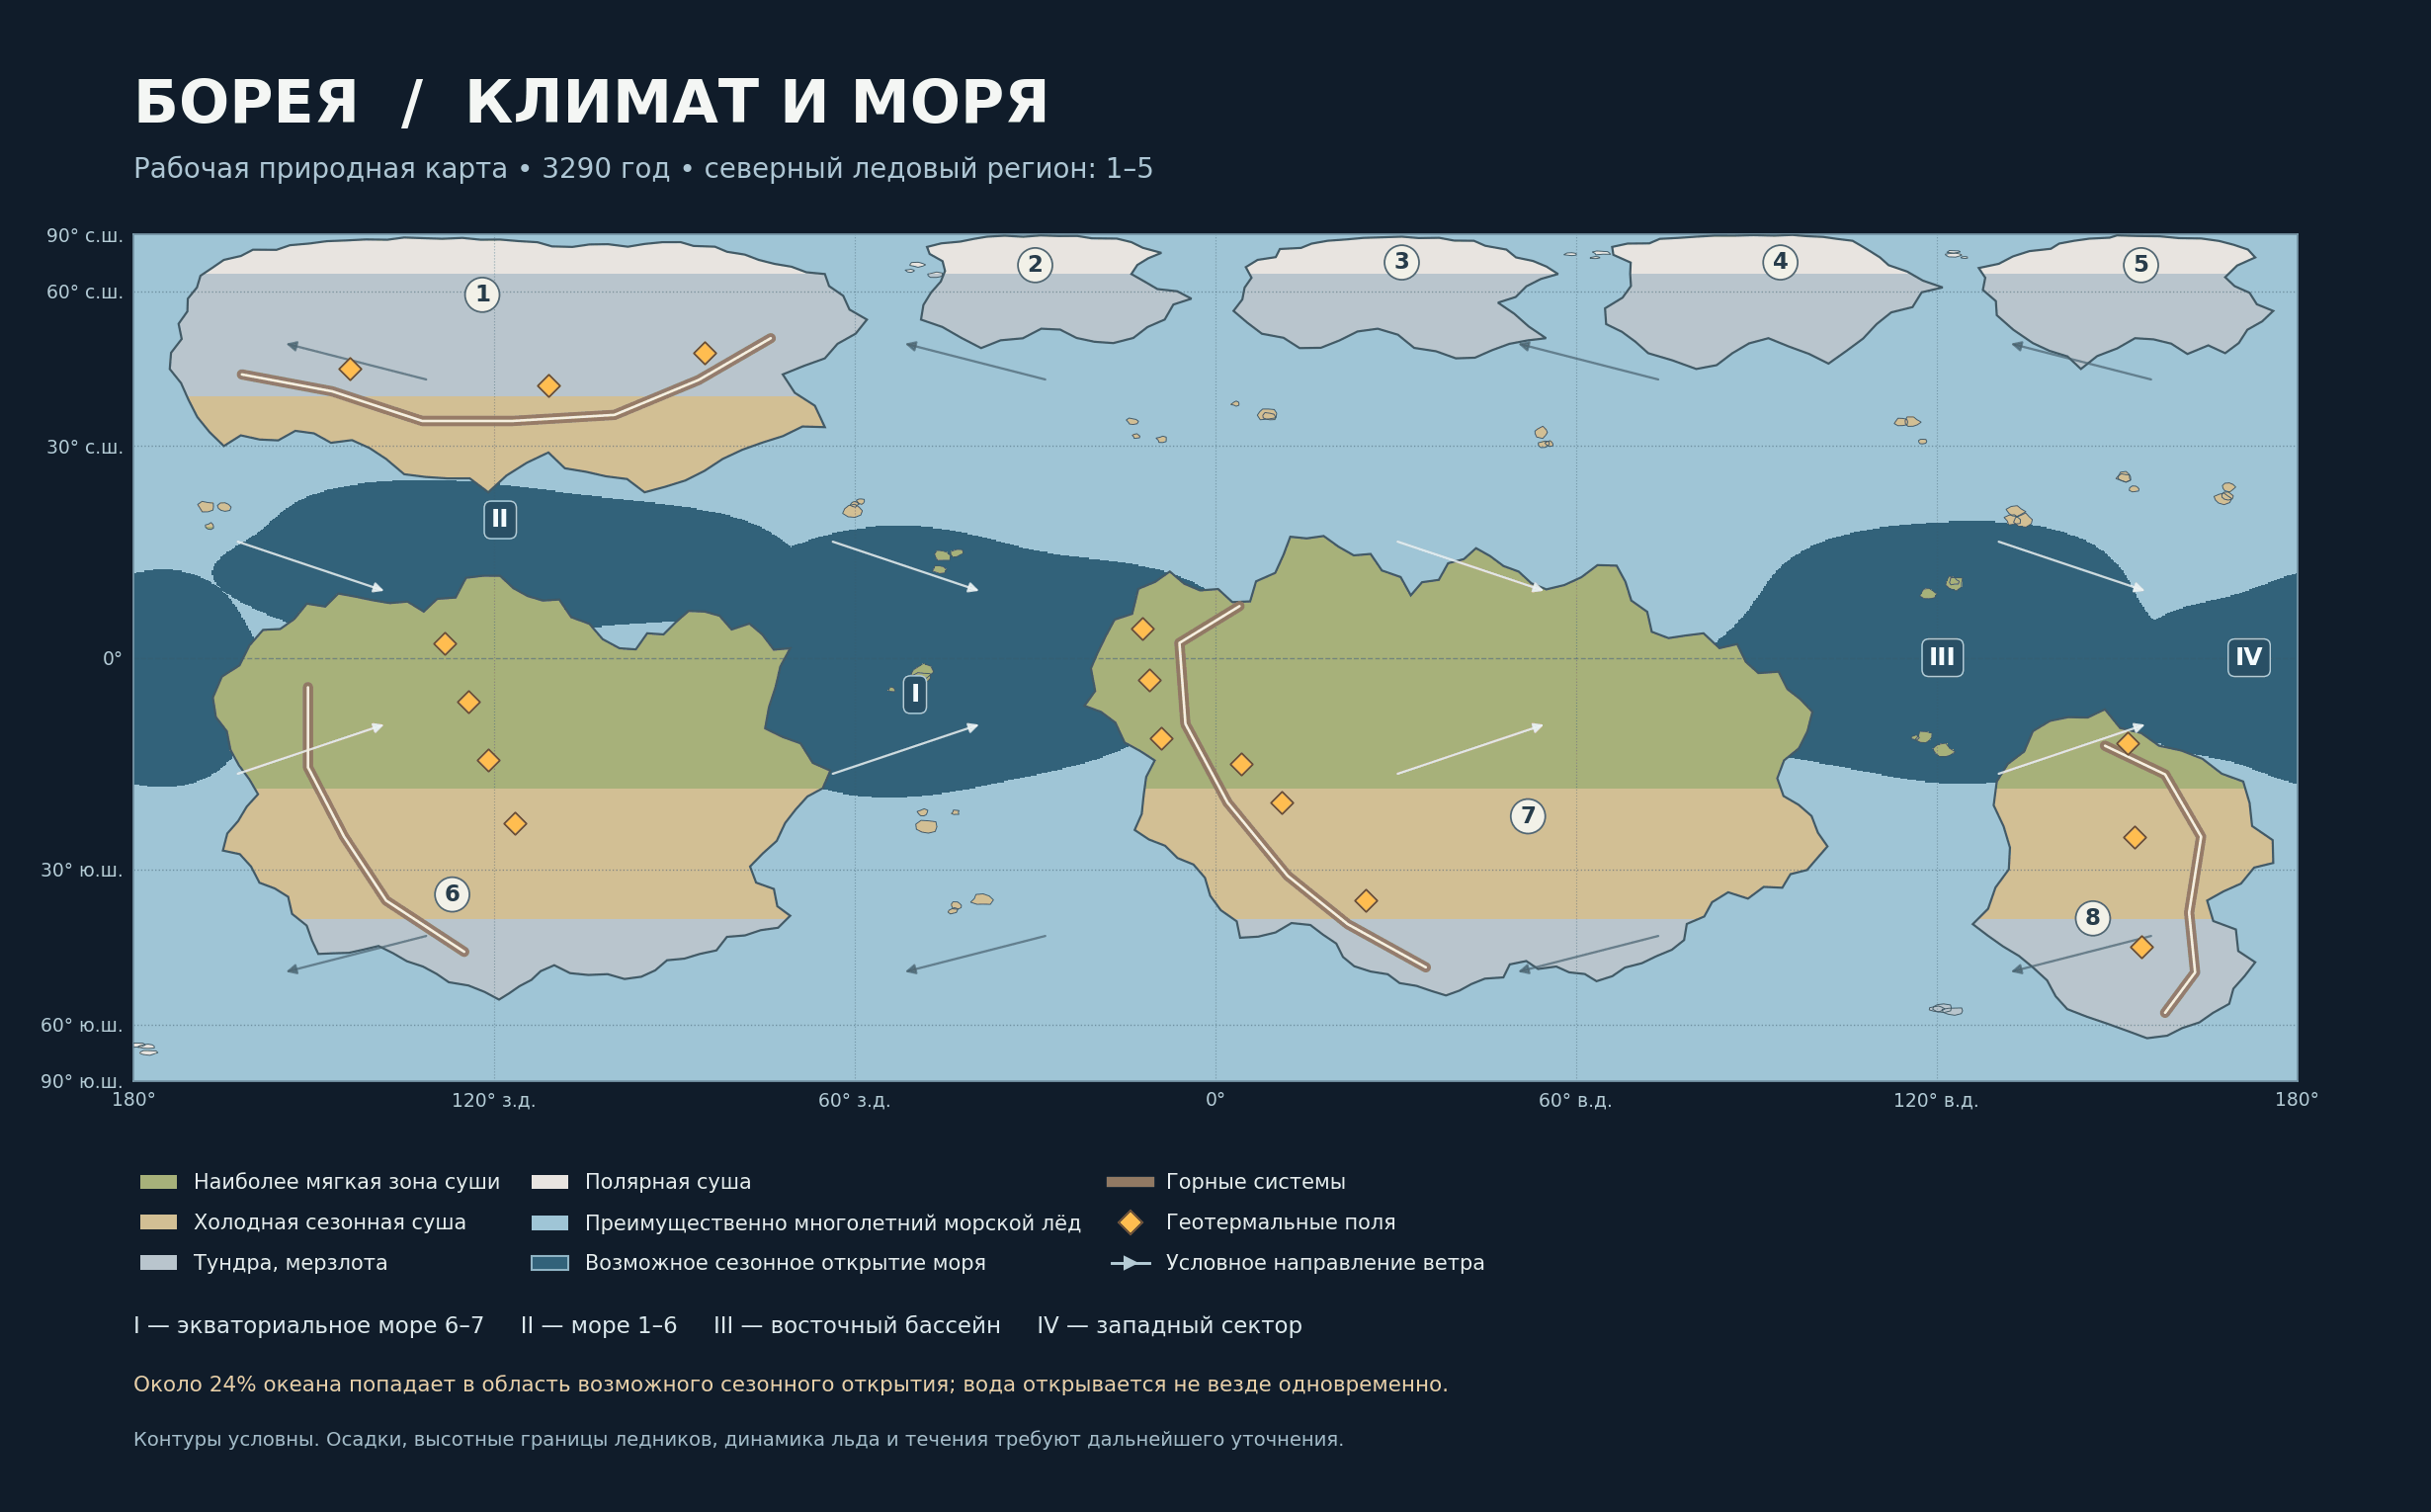 БОРЕЯ / КЛИМАТ И МОРЯ
Рабочая природная карта • 3290 год • северный ледовый регион: 1–5
90° с.ш.
60° с.ш.
30° с.ш.
0°
30° ю.ш.
60° ю.ш.
90° ю.ш.
1
2
3
4
5
II
I
III
IV
7
6
8
180°
120° з.д.
60° з.д.
0°
60° в.д.
120° в.д.
180°
Наиболее мягкая зона суши
Холодная сезонная суша
Тундра, мерзлота
Полярная суша
Преимущественно многолетний морской лёд
Возможное сезонное открытие моря
Горные системы
Геотермальные поля
Условное направление ветра
I — экваториальное море 6–7 II — море 1–6 III — восточный бассейн IV — западный сектор
Около 24% океана попадает в область возможного сезонного открытия; вода открывается не везде одновременно.
Контуры условны. Осадки, высотные границы ледников, динамика льда и течения требуют дальнейшего уточнения.